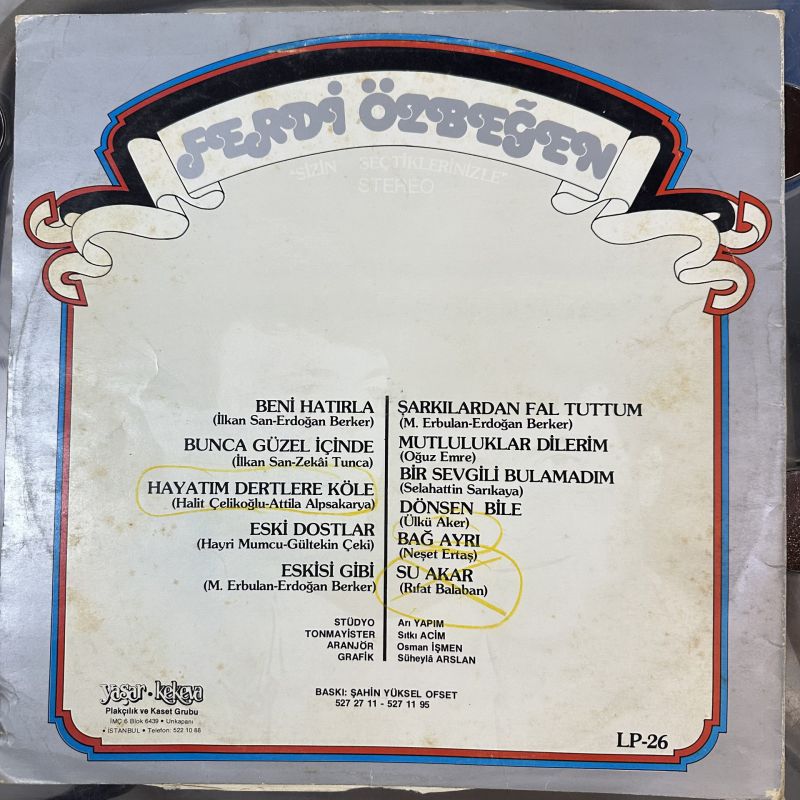 FERDİ ÖZBEĞEN
"SİZİN SEÇTİKLERİNİZLE"
STEREO
BENİ HATIRLA
(İlkan San-Erdoğan Berker)
BUNCA GÜZEL İÇİNDE
(İlkan San-Zekâi Tunca)
HAYATIM DERTLERE KÖLE
(Halit Çelikoğlu-Attila Alpsakarya)
ESKİ DOSTLAR
(Hayri Mumcu-Gültekin Çeki)
ESKİSİ GİBİ
(M. Erbulan-Erdoğan Berker)
ŞARKILARDAN FAL TUTTUM
(M. Erbulan-Erdoğan Berker)
MUTLULUKLAR DİLERİM
(Oğuz Emre)
BİR SEVGİLİ BULAMADIM
(Selahattin Sarıkaya)
DÖNSEN BİLE
(Ülkü Aker)
BAĞ AYRI
(Neşet Ertaş)
SU AKAR
(Rıfat Balaban)
STÜDYO Arı YAPIM
TONMAYİSTER Sıtkı ACİM
ARANJÖR Osman İŞMEN
GRAFİK Süheylâ ARSLAN
yaşar • kekeva
Plakçılık ve Kaset Grubu
İMÇ 6 Blok 6439 • Unkapanı
• İSTANBUL • Telefon: 522 10 88
BASKI: ŞAHİN YÜKSEL OFSET
527 27 11 - 527 11 95
LP-26